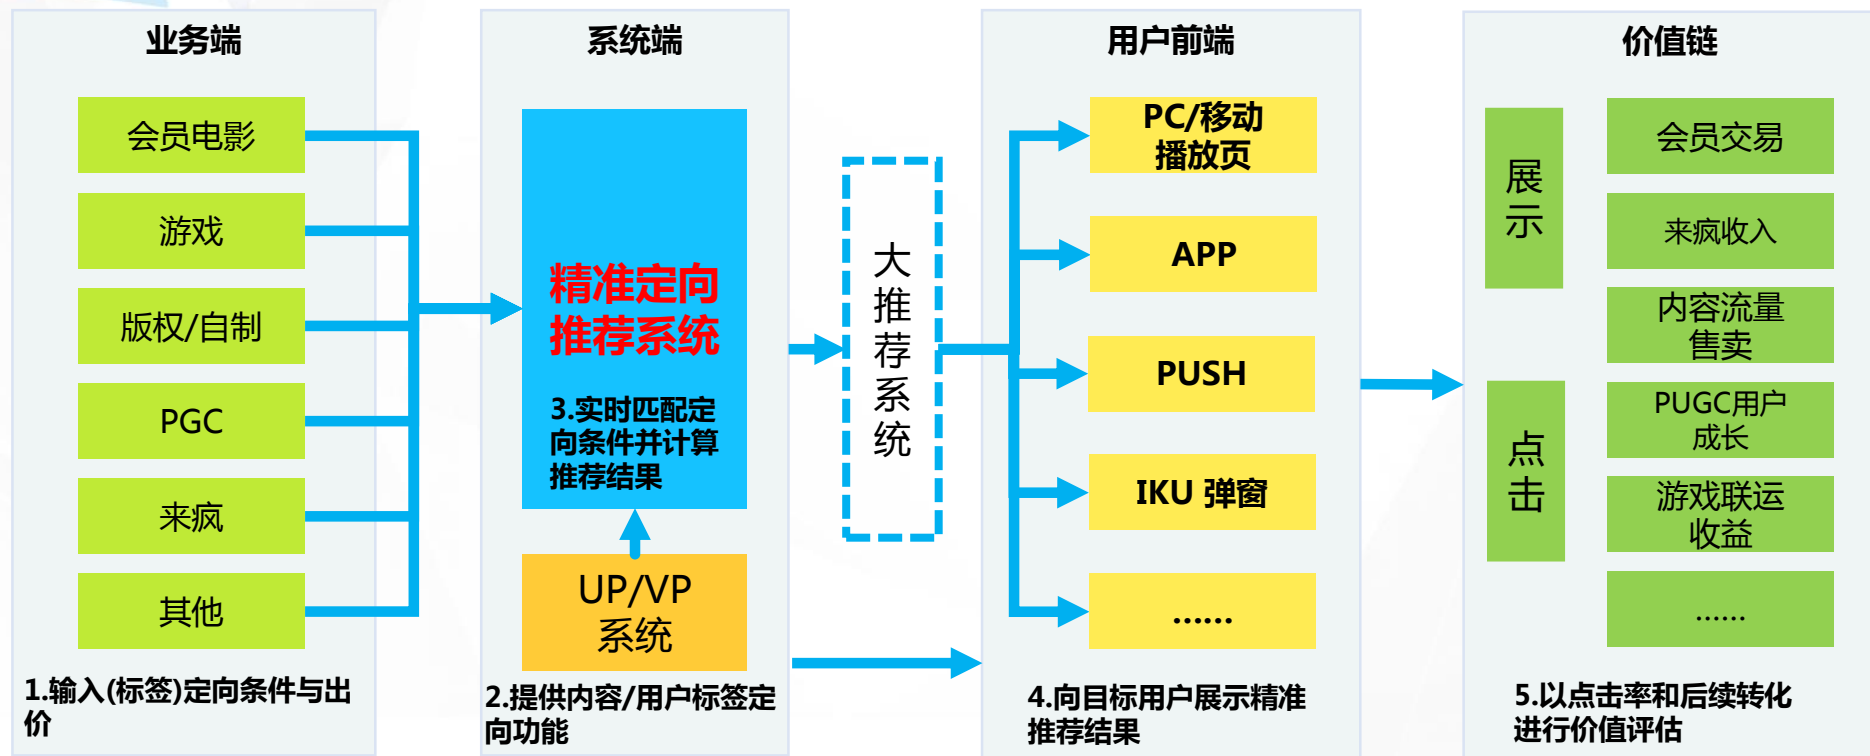 业务端
会员电影
游戏
版权/自制
PGC
来疯
其他
1.输入(标签)定向条件与出
价
系统端
精准定向
推荐系统
3.实时匹配定
向条件并计算
推荐结果
UP/VP
系统
2.提供内容/用户标签定
向功能
大
推
荐
系
统
用户前端
PC/移动
播放页
APP
PUSH
IKU 弹窗
......
4.向目标用户展示精准
推荐结果
价值链
展
示
点
击
会员交易
来疯收入
内容流量
售卖
PUGC用户
成长
游戏联运
收益
......
5.以点击率和后续转化
进行价值评估